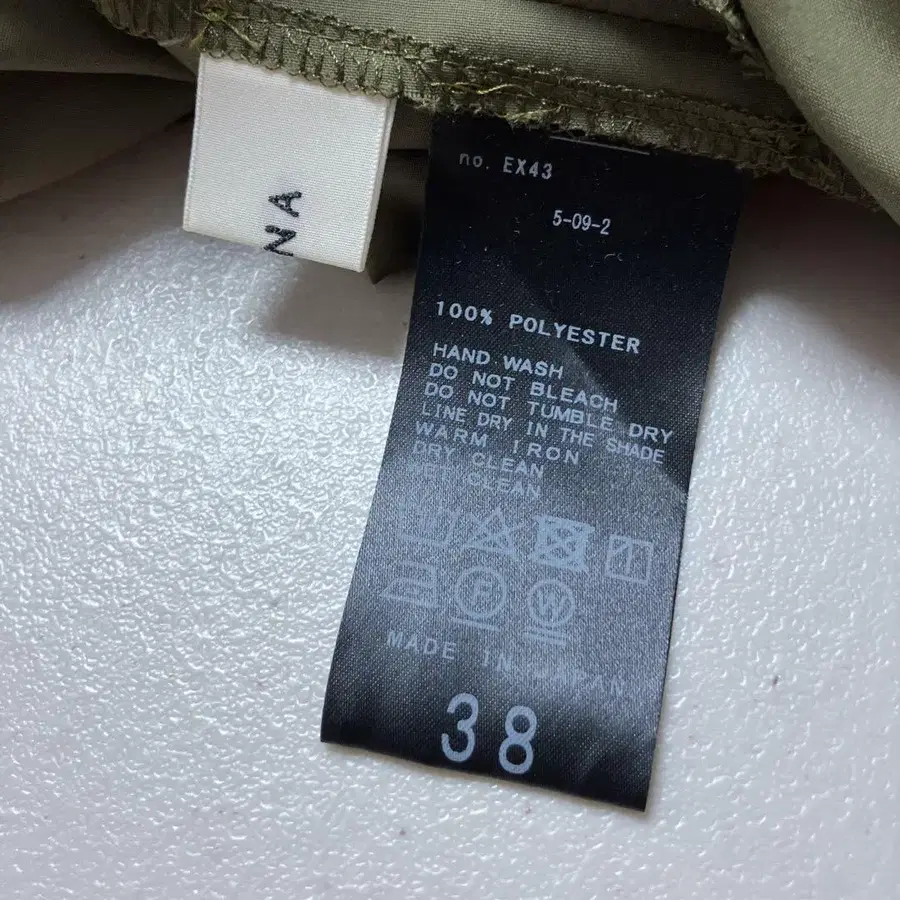 NA
no. EX43
5-09-2
100% POLYESTER
HAND WASH
DO NOT BLEACH
DO NOT TUMBLE DRY
LINE DRY IN THE SHADE
WARM IRON
DRY CLEAN
WET CLEAN
F
W
MADE IN JAPAN
38